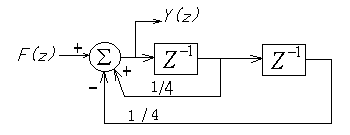 Y(z)
F(z) + Σ + Z⁻¹ Z⁻¹
− 1/4
1/4